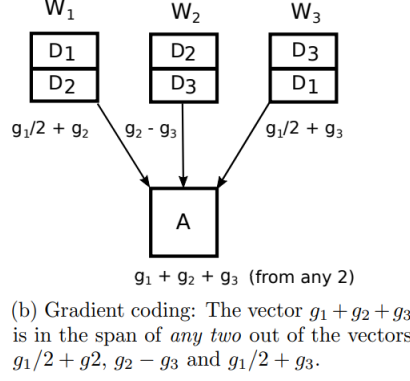 W₁ W₂ W₃
D1 D2 D3
D2 D3 D1
g₁/2 + g₂ g₂ - g₃ g₁/2 + g₃
A
g₁ + g₂ + g₃ (from any 2)
(b) Gradient coding: The vector g₁ + g₂ + g₃
is in the span of any two out of the vectors
g₁/2 + g2, g₂ − g₃ and g₁/2 + g₃.